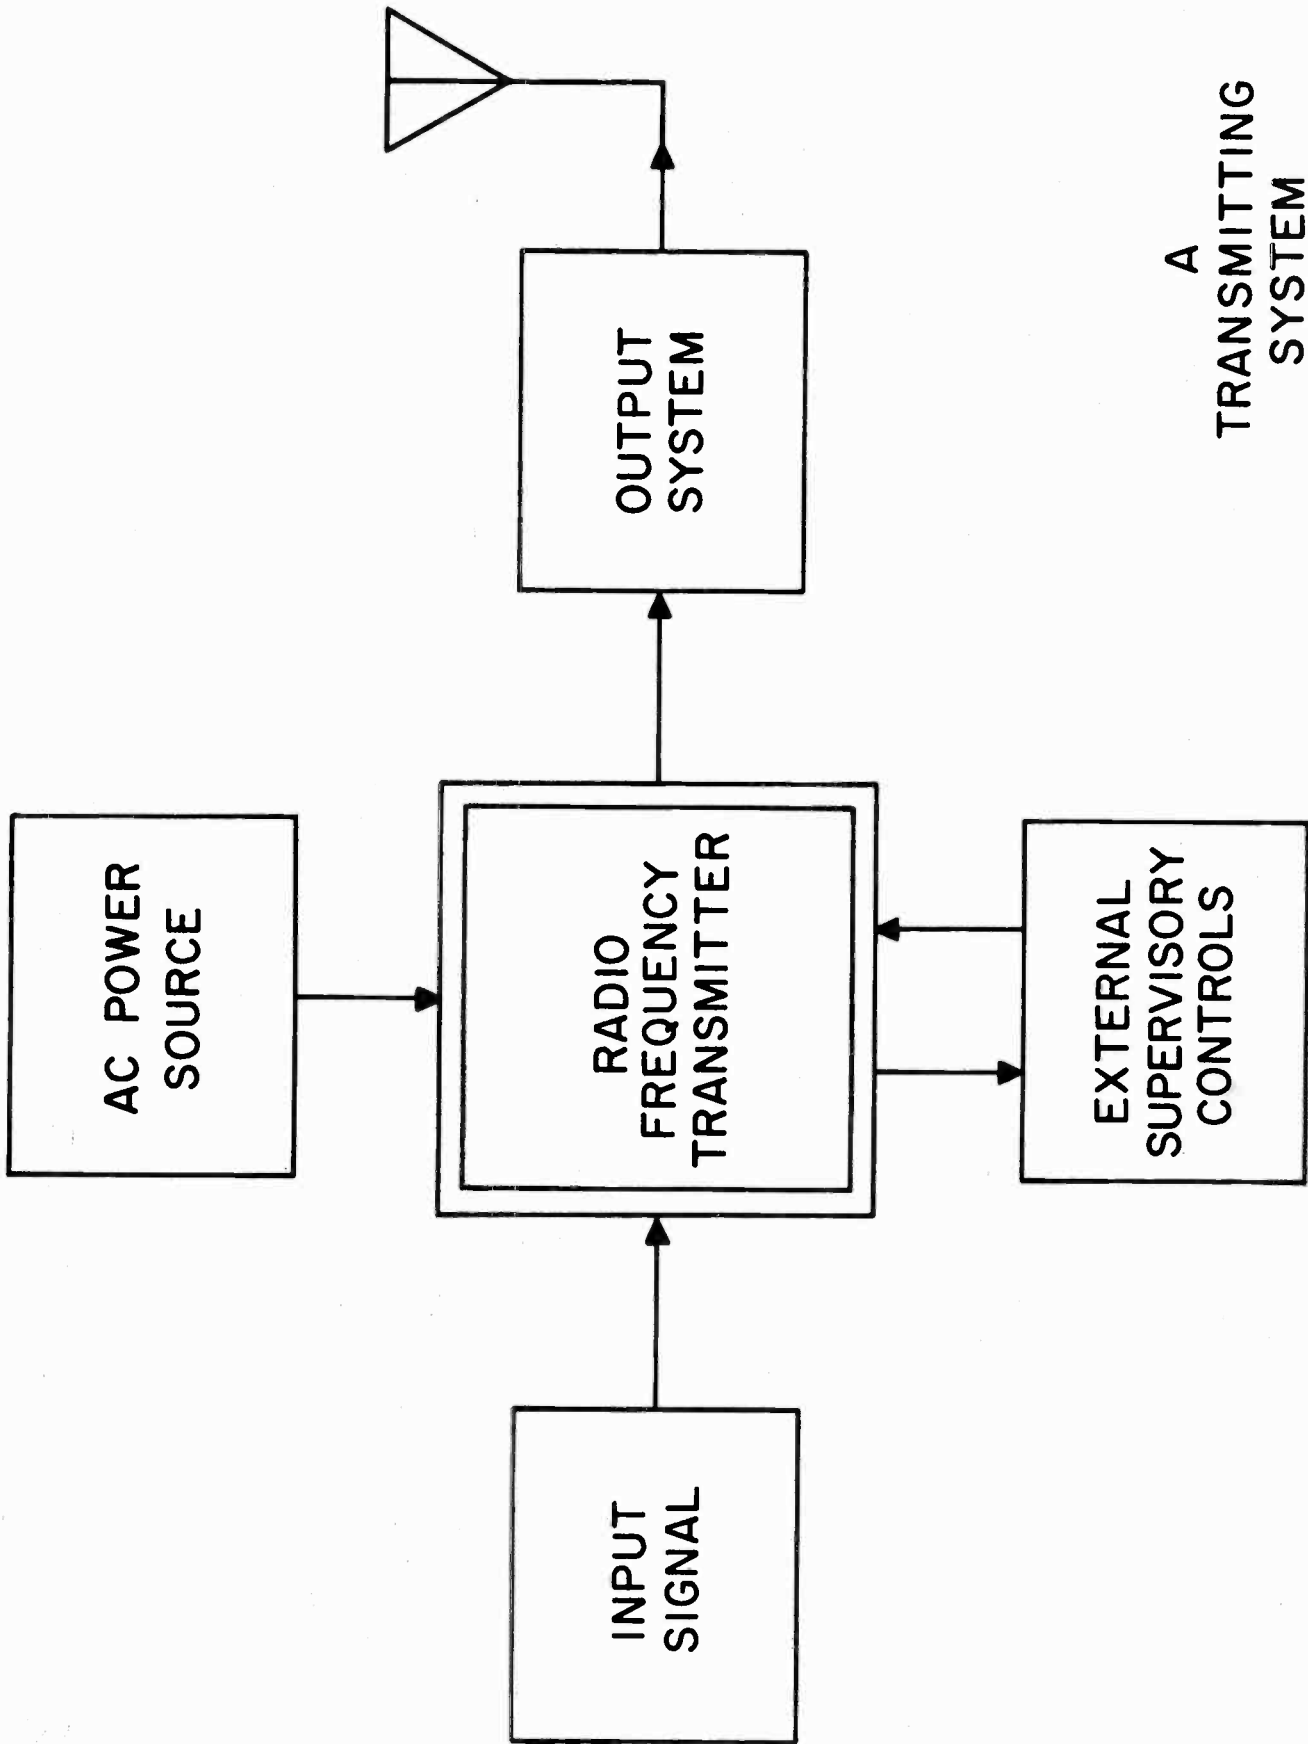 AC POWER
SOURCE
INPUT
SIGNAL
RADIO
FREQUENCY
TRANSMITTER
OUTPUT
SYSTEM
EXTERNAL
SUPERVISORY
CONTROLS
A
TRANSMITTING
SYSTEM